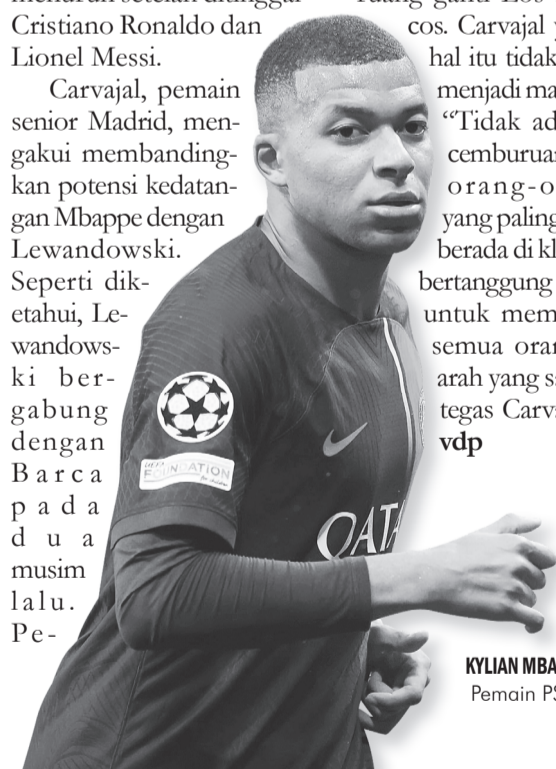 Cristiano Ronaldo dan
Lionel Messi.
Carvajal, pemain
senior Madrid, men-
gakui membanding-
kan potensi kedatan-
gan Mbappe dengan
Lewandowski.
Seperti dik-
etahui, Le-
wandows-
ki ber-
gabung
dengan
Barca
pada
dua
musim
lalu.
Pe-
cos. Carvajal
hal itu tidak
menjadi ma
“Tidak ad
cemburuan
orang-o
yang paling
berada di kl
bertanggung
untuk mem
semua oran
arah yang s
tegas Carv
vdp
UEFA
FOUNDATION
QATA
KYLIAN MBA
Pemain PS